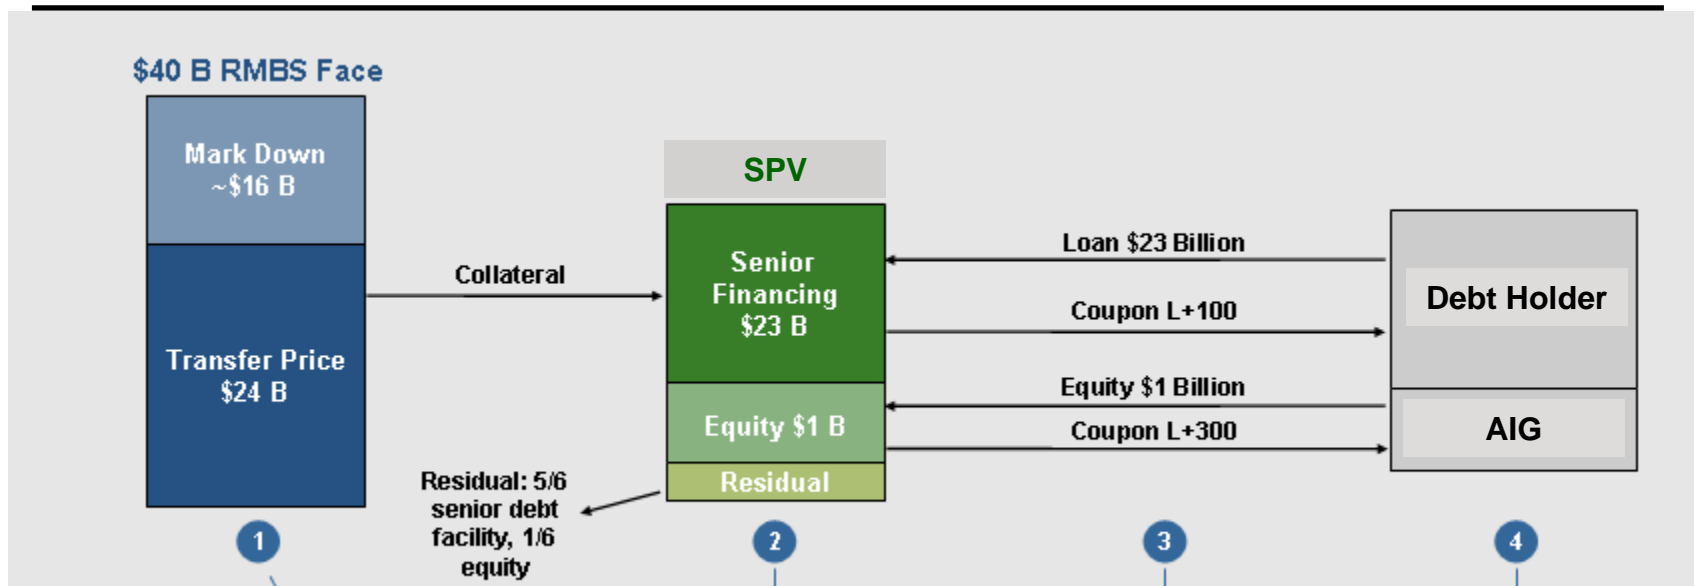 $40 B RMBS Face
Mark Down
~$16 B
Transfer Price
$24 B
Collateral
SPV
Senior
Financing
$23 B
Equity $1 B
Residual
Residual: 5/6
senior debt
facility, 1/6
equity
Loan $23 Billion
Coupon L+100
Equity $1 Billion
Coupon L+300
Debt Holder
AIG
1
2
3
4